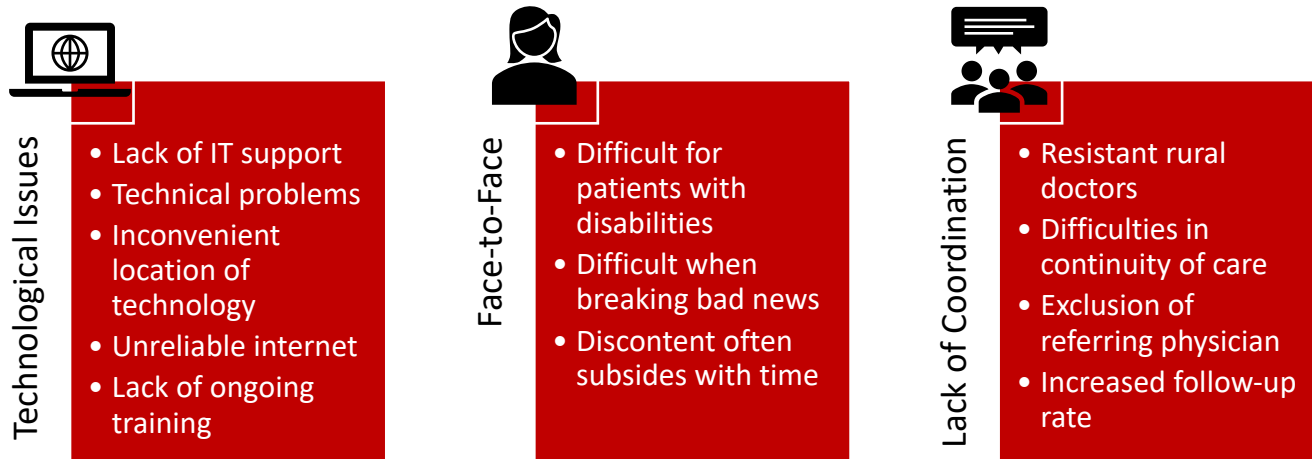 Technological Issues
• Lack of IT support
• Technical problems
• Inconvenient
location of
technology
• Unreliable internet
• Lack of ongoing
training
Face-to-Face
• Difficult for
patients with
disabilities
• Difficult when
breaking bad news
• Discontent often
subsides with time
Lack of Coordination
• Resistant rural
doctors
• Difficulties in
continuity of care
• Exclusion of
referring physician
• Increased follow-up
rate